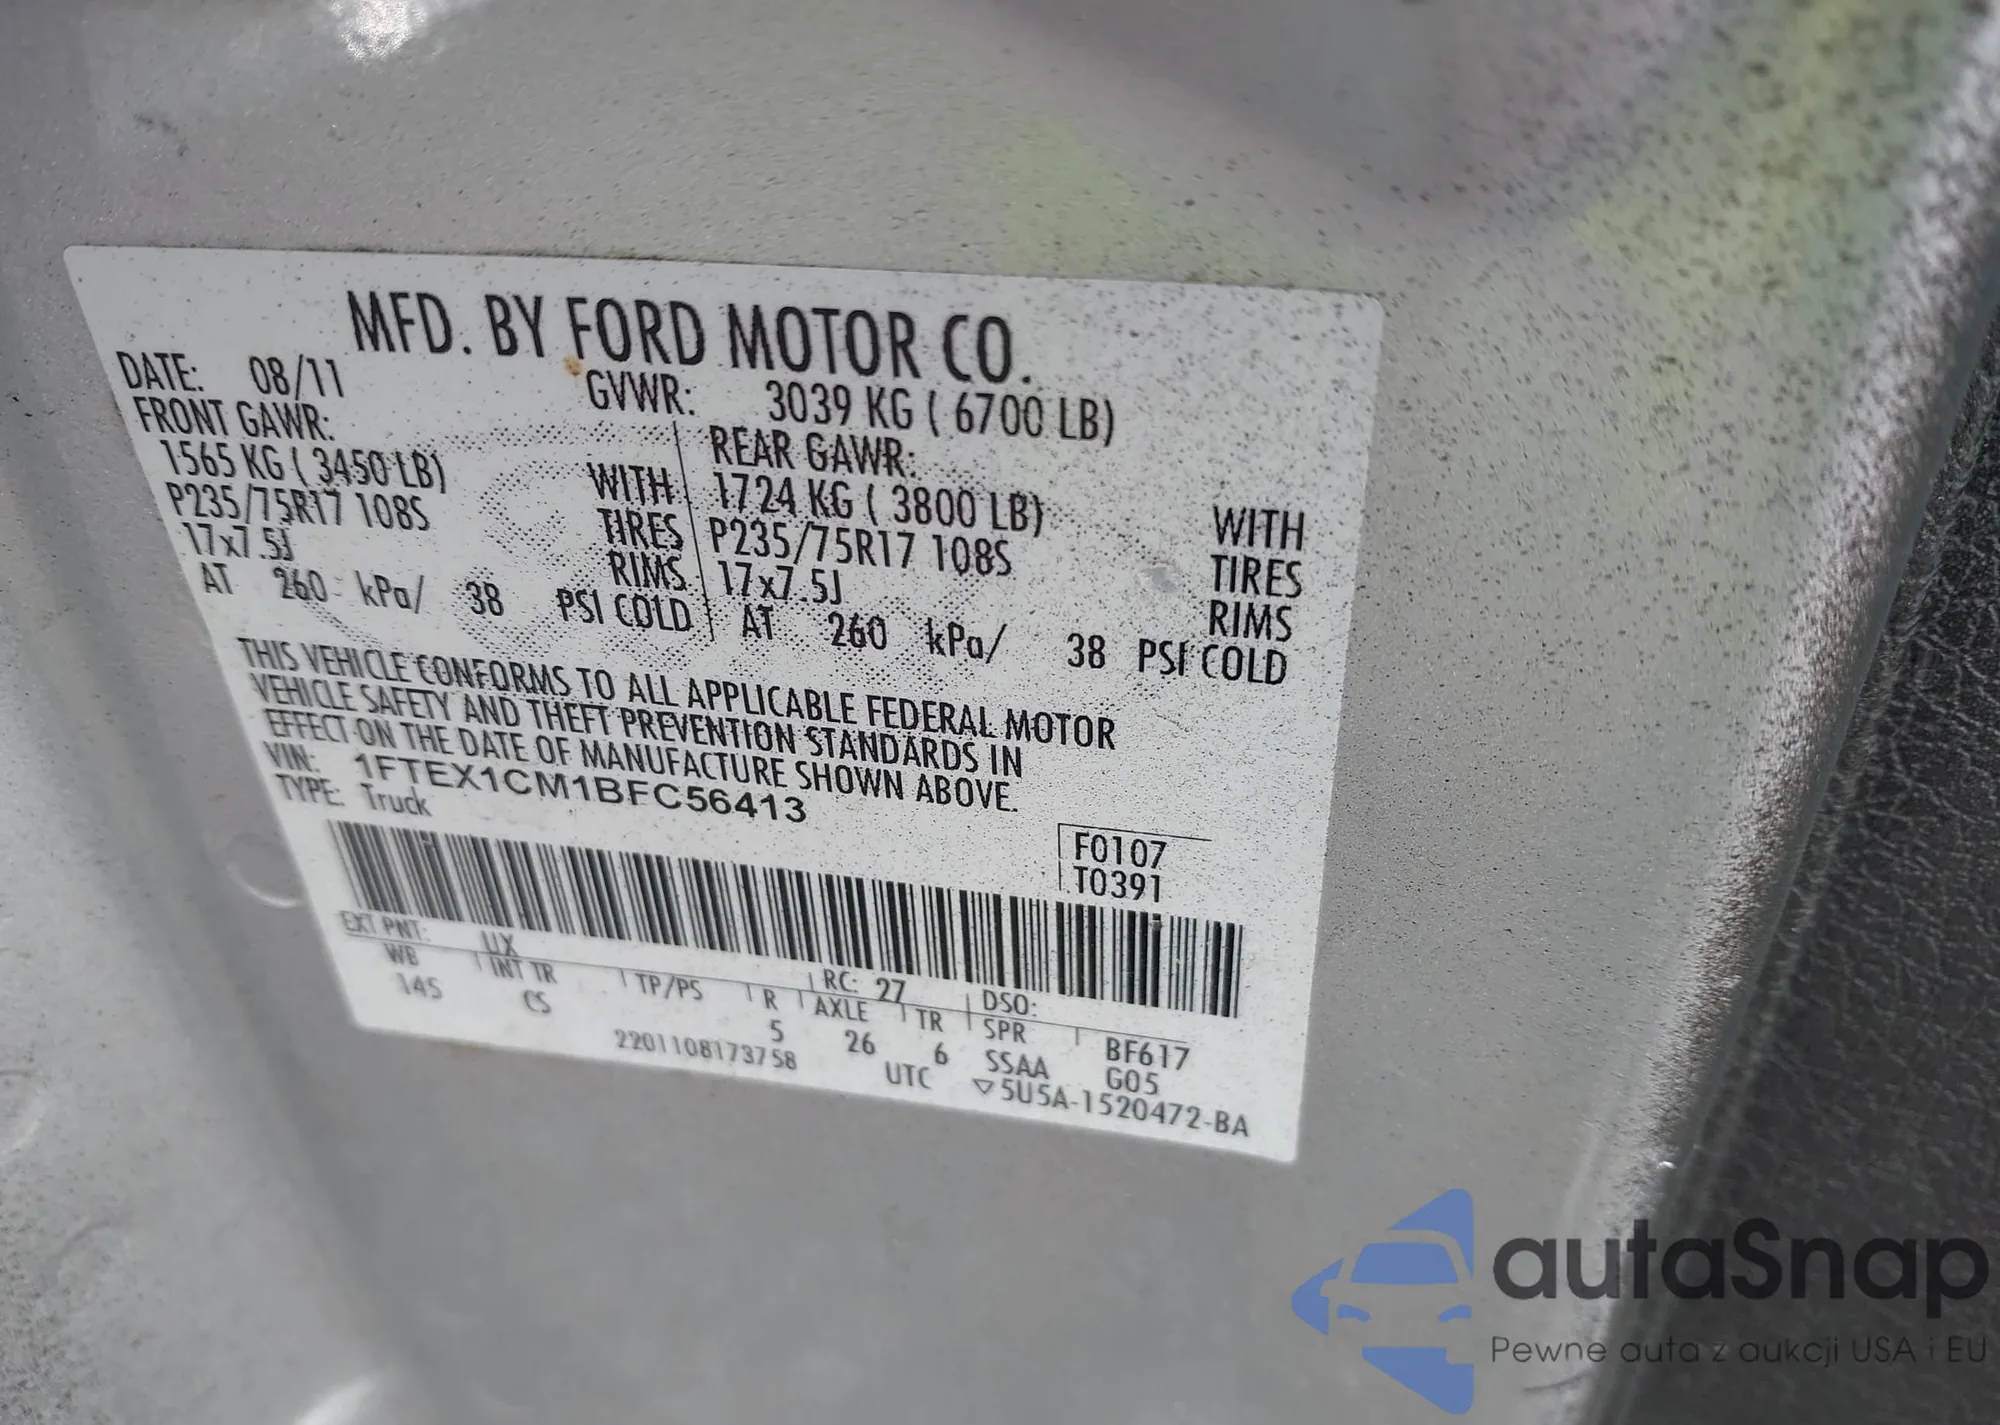 MFD. BY FORD MOTOR CO.
DATE: 08/11 GVWR: 3039 KG ( 6700 LB)
FRONT GAWR: REAR GAWR:
1565 KG ( 3450 LB) WITH 1724 KG ( 3800 LB) WITH
P235/75R17 108S TIRES P235/75R17 108S TIRES
17x7.5J RIMS 17x7.5J RIMS
AT 260 kPa/ 38 PSI COLD AT 260 kPa/ 38 PSI COLD
THIS VEHICLE CONFORMS TO ALL APPLICABLE FEDERAL MOTOR
VEHICLE SAFETY AND THEFT PREVENTION STANDARDS IN
EFFECT ON THE DATE OF MANUFACTURE SHOWN ABOVE.
VIN: 1FTEX1CM1BFC56413
TYPE: Truck
F0107
T0391
EXT PNT: UX RC: 27 DSO:
WB INT TR TP/PS R AXLE TR SPR BF617
145 CS 5 26 6 SSAA G05
2201108173758 UTC ▽5U5A-1520472-BA
autaSnap
Pewne auta z aukcji USA i EU